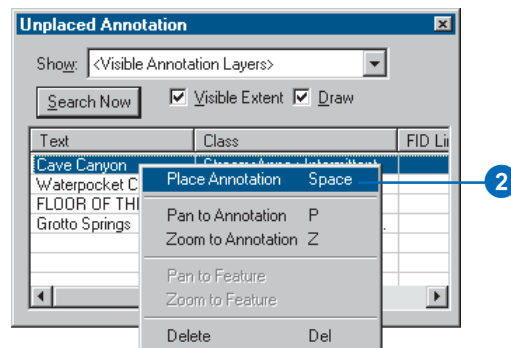 Unplaced Annotation
Show: <Visible Annotation Layers>
Search Now Visible Extent Draw
Text Class FID Li
Cave Canyon
Waterpocket C
FLOOR OF THI
Grotto Springs
Place Annotation Space
2
Pan to Annotation P
Zoom to Annotation Z
Pan to Feature
Zoom to Feature
Delete Del